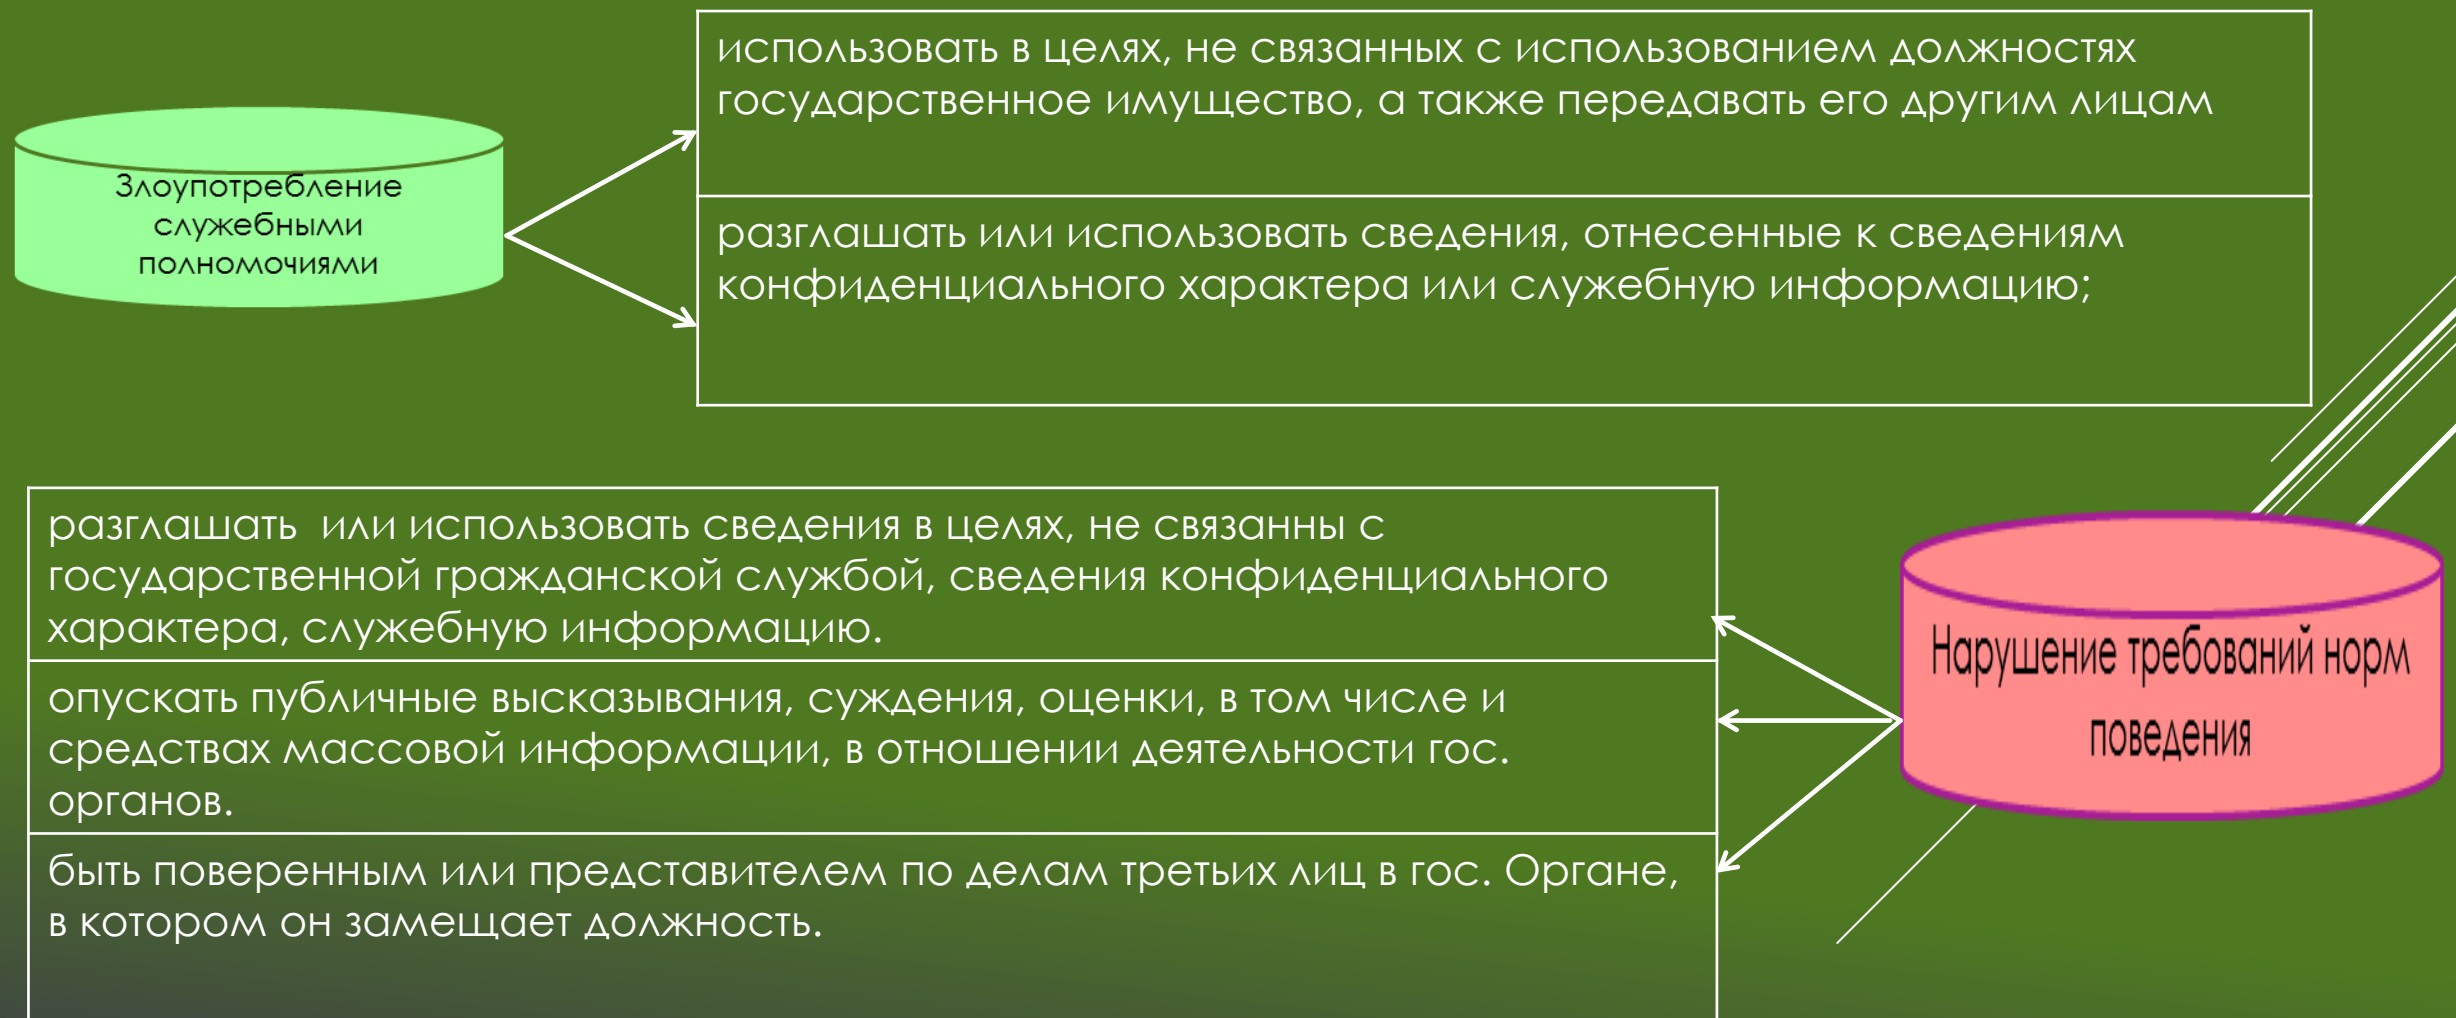 Злоупотребление
служебными
полномочиями
использовать в целях, не связанных с использованием должностях
государственное имущество, а также передавать его другим лицам
разглашать или использовать сведения, отнесенные к сведениям
конфиденциального характера или служебную информацию;
разглашать  или использовать сведения в целях, не связанны с
государственной гражданской службой, сведения конфиденциального
характера, служебную информацию.
опускать публичные высказывания, суждения, оценки, в том числе и
средствах массовой информации, в отношении деятельности гос.
органов.
быть поверенным или представителем по делам третьих лиц в гос. Органе,
в котором он замещает должность.
Нарушение требований норм
поведения